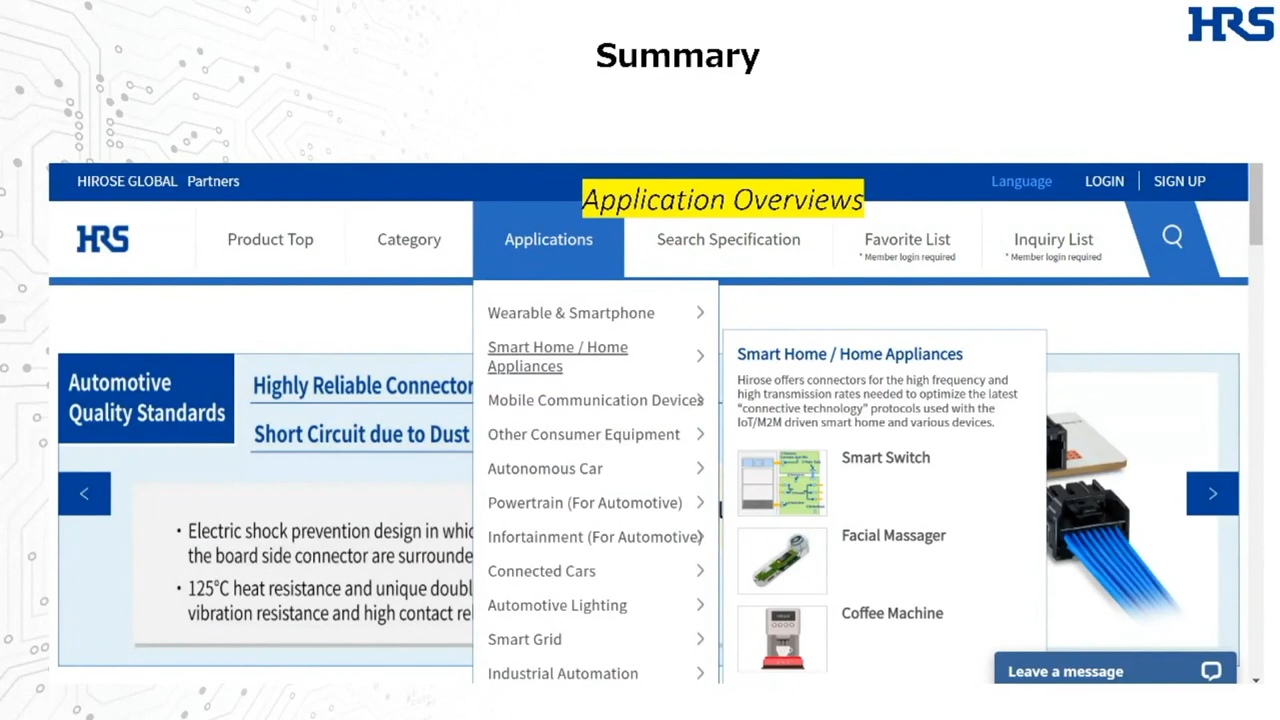 HRS
Summary
HIROSE GLOBAL Partners
Language
LOGIN
SIGN UP
Application Overviews
HRS
Product Top
Category
Applications
Search Specification
Favorite List
* Member login required
Inquiry List
* Member login required
Automotive
Quality Standards
Highly Reliable Connector
Short Circuit due to Dust
• Electric shock prevention design in whic
the board side connector are surrounde
• 125°C heat resistance and unique doubl
vibration resistance and high contact rel
Wearable & Smartphone
Smart Home / Home
Appliances
Mobile Communication Devices
Other Consumer Equipment
Autonomous Car
Powertrain (For Automotive)
Infortainment (For Automotive)
Connected Cars
Automotive Lighting
Smart Grid
Industrial Automation
Smart Home / Home Appliances
Hirose offers connectors for the high frequency and
high transmission rates needed to optimize the latest
“connective technology” protocols used with the
IoT/M2M driven smart home and various devices.
Smart Switch
Facial Massager
Coffee Machine
Leave a message